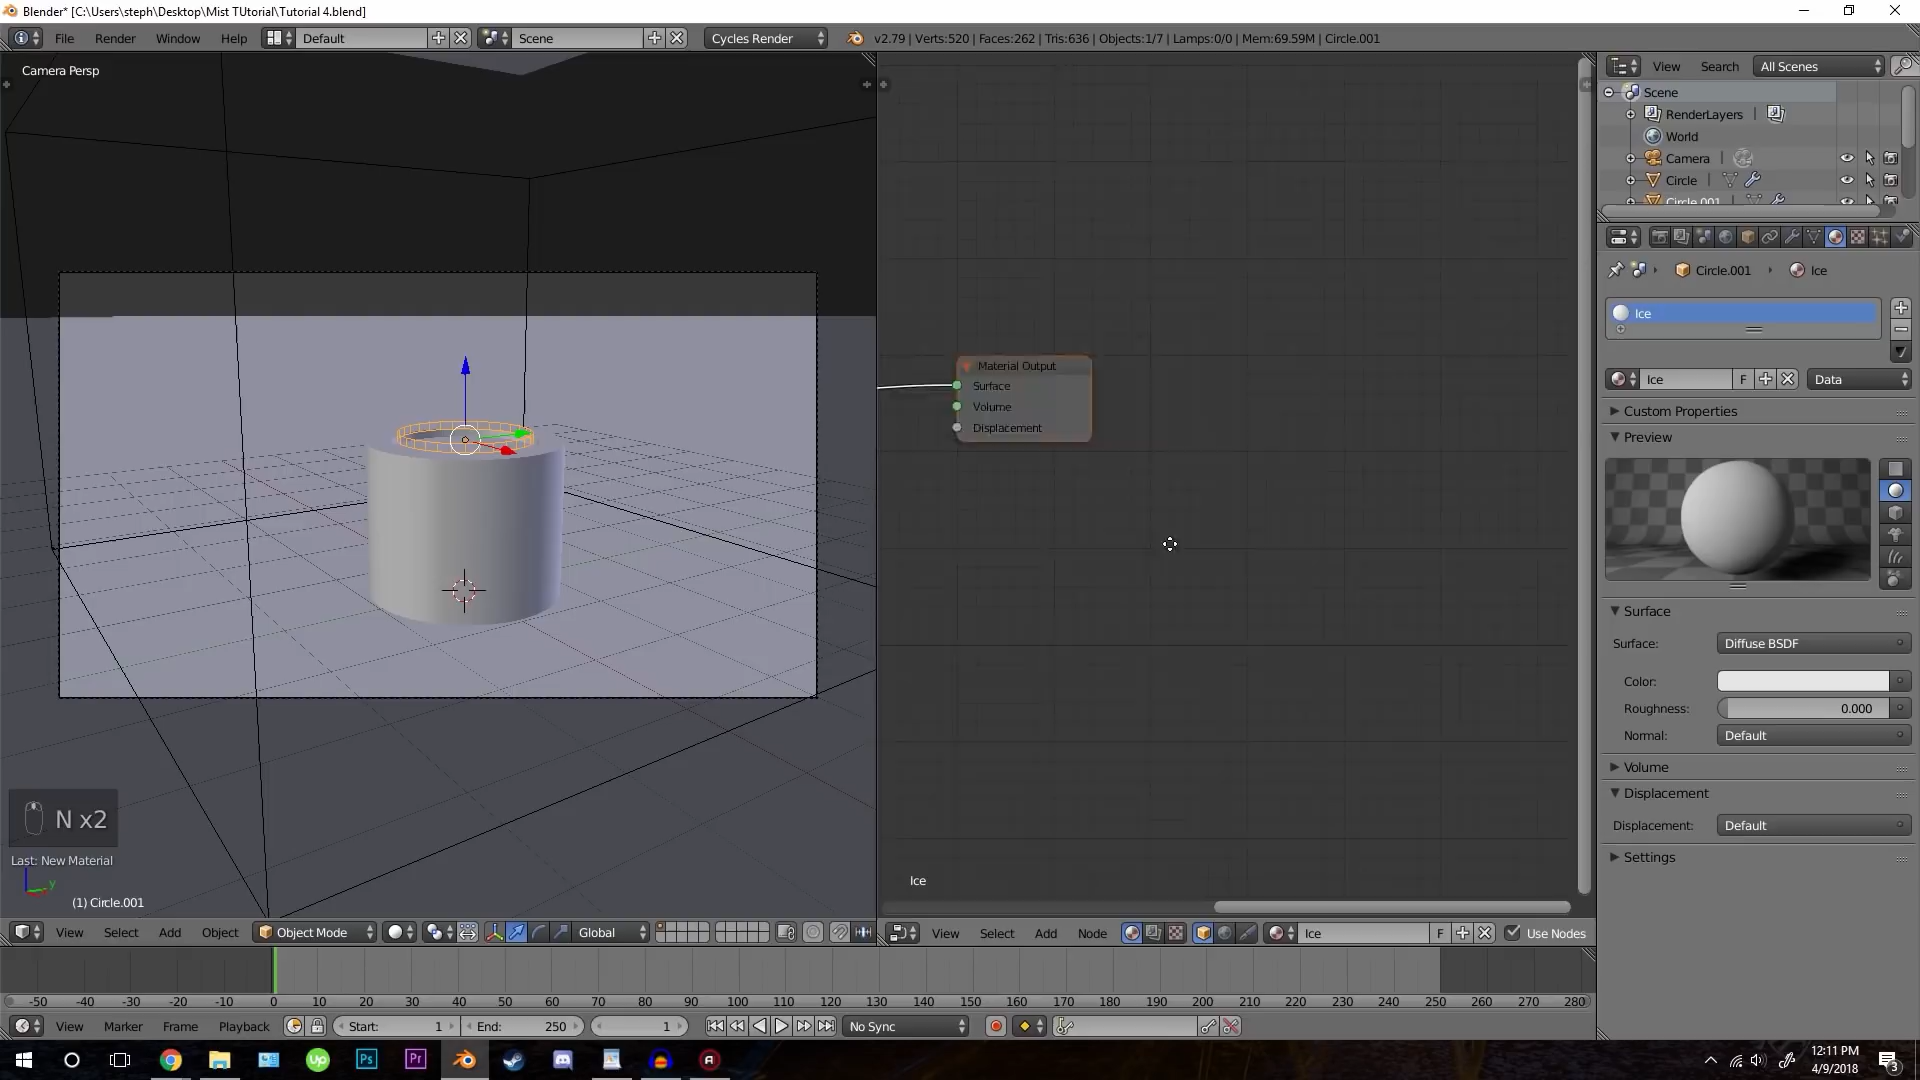 Blender* [C:\Users\steph\Desktop\Mist TUtorial\Tutorial 4.blend]
File Render Window Help Default Scene Cycles Render v2.79 | Verts:520 | Faces:262 | Tris:636 | Objects:1/7 | Lamps:0/0 | Mem:69.59M | Circle.001
Camera Persp
View Search All Scenes
Scene
RenderLayers
World
Camera
Circle
Circle.001
Circle.001 Ice
Ice
Ice F Data
Custom Properties
Preview
Material Output
Surface
Volume
Displacement
Surface
Surface: Diffuse BSDF
Color:
Roughness: 0.000
Normal: Default
Volume
Displacement
Displacement: Default
Settings
N x2
Last: New Material
y
(1) Circle.001
Ice
View Select Add Object Object Mode Global
View Select Add Node Ice F Use Nodes
-50 -40 -30 -20 -10 0 10 20 30 40 50 60 70 80 90 100 110 120 130 140 150 160 170 180 190 200 210 220 230 240 250 260 270 280
View Marker Frame Playback Start: 1 End: 250 1 No Sync
Up Ps Pr
12:11 PM
4/9/2018
3